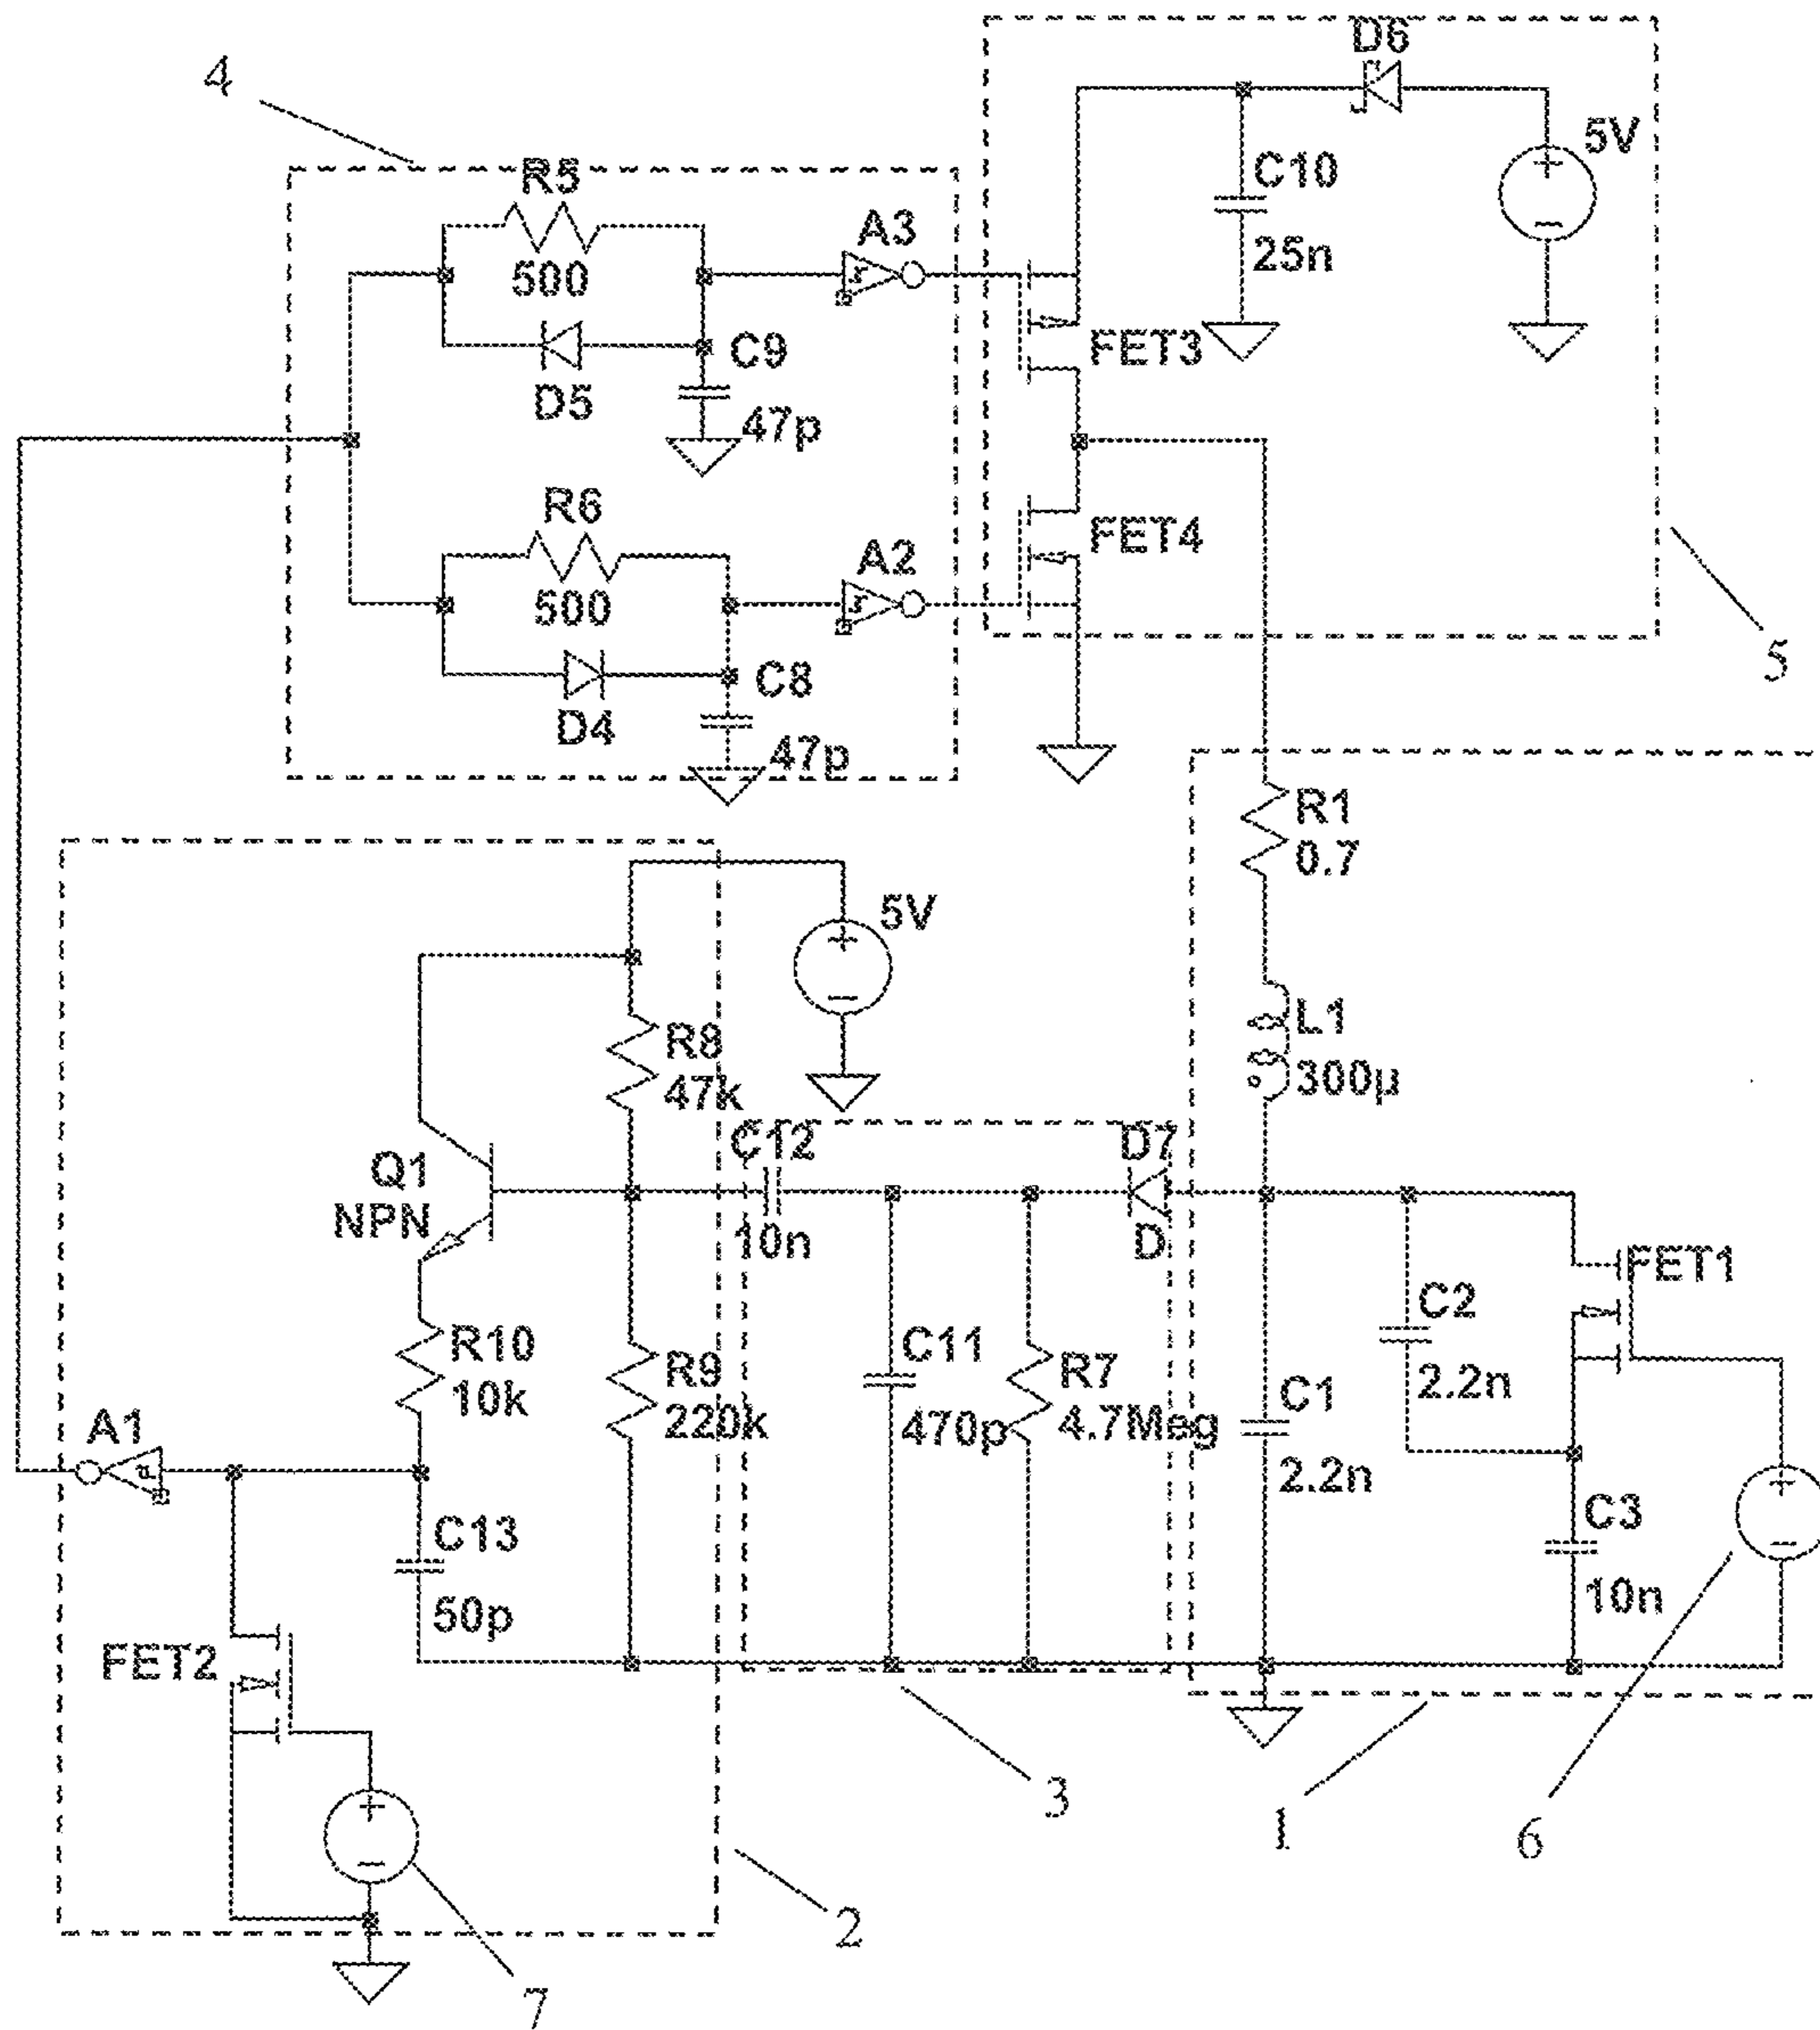 D6
4
5V
C10
25n
R5
500
A3
FET3
D5
C9
47p
R6
500
A2
FET4
D4
C8
47p
5
R1
0.7
5V
L1
300µ
R8
47k
Q1
NPN
C12
10n
D7
D
FET1
C2
2.2n
R10
10k
R9
220k
C11
470p
R7
4.7Meg
C1
2.2n
A1
C13
50p
C3
10n
FET2
3
1
6
2
7